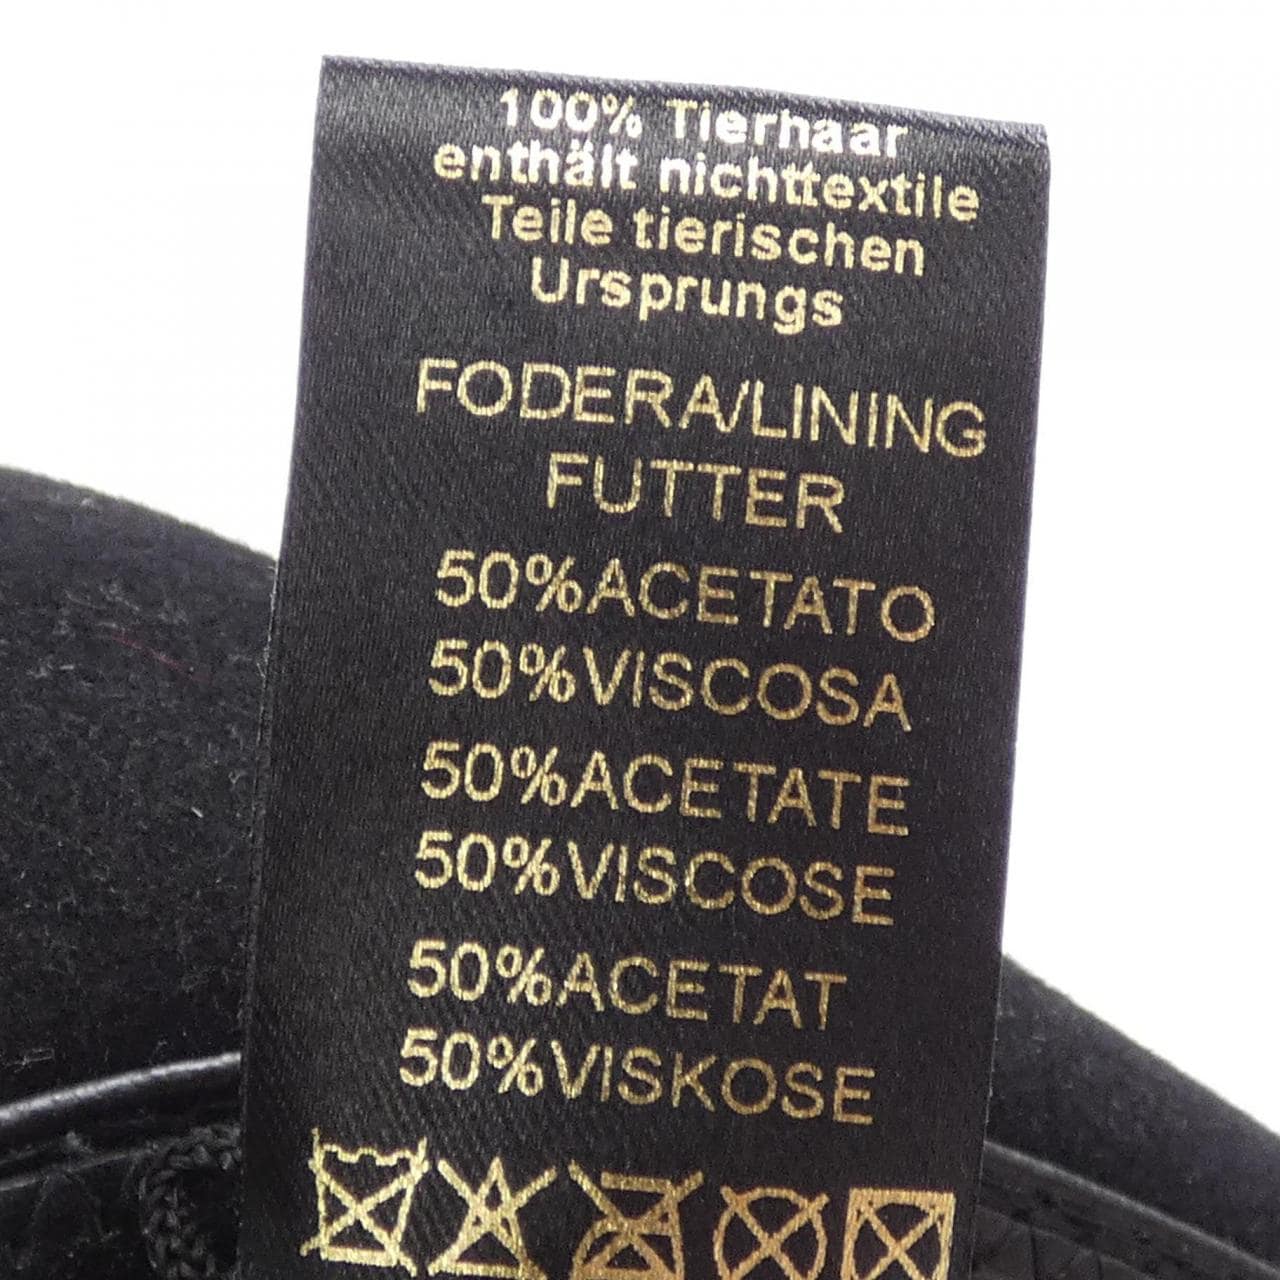 100% Tierhaar
enthält nichttextile
Teile tierischen
Ursprungs
FODERA/LINING
FUTTER
50%ACETATO
50%VISCOSA
50%ACETATE
50%VISCOSE
50%ACETAT
50%VISKOSE